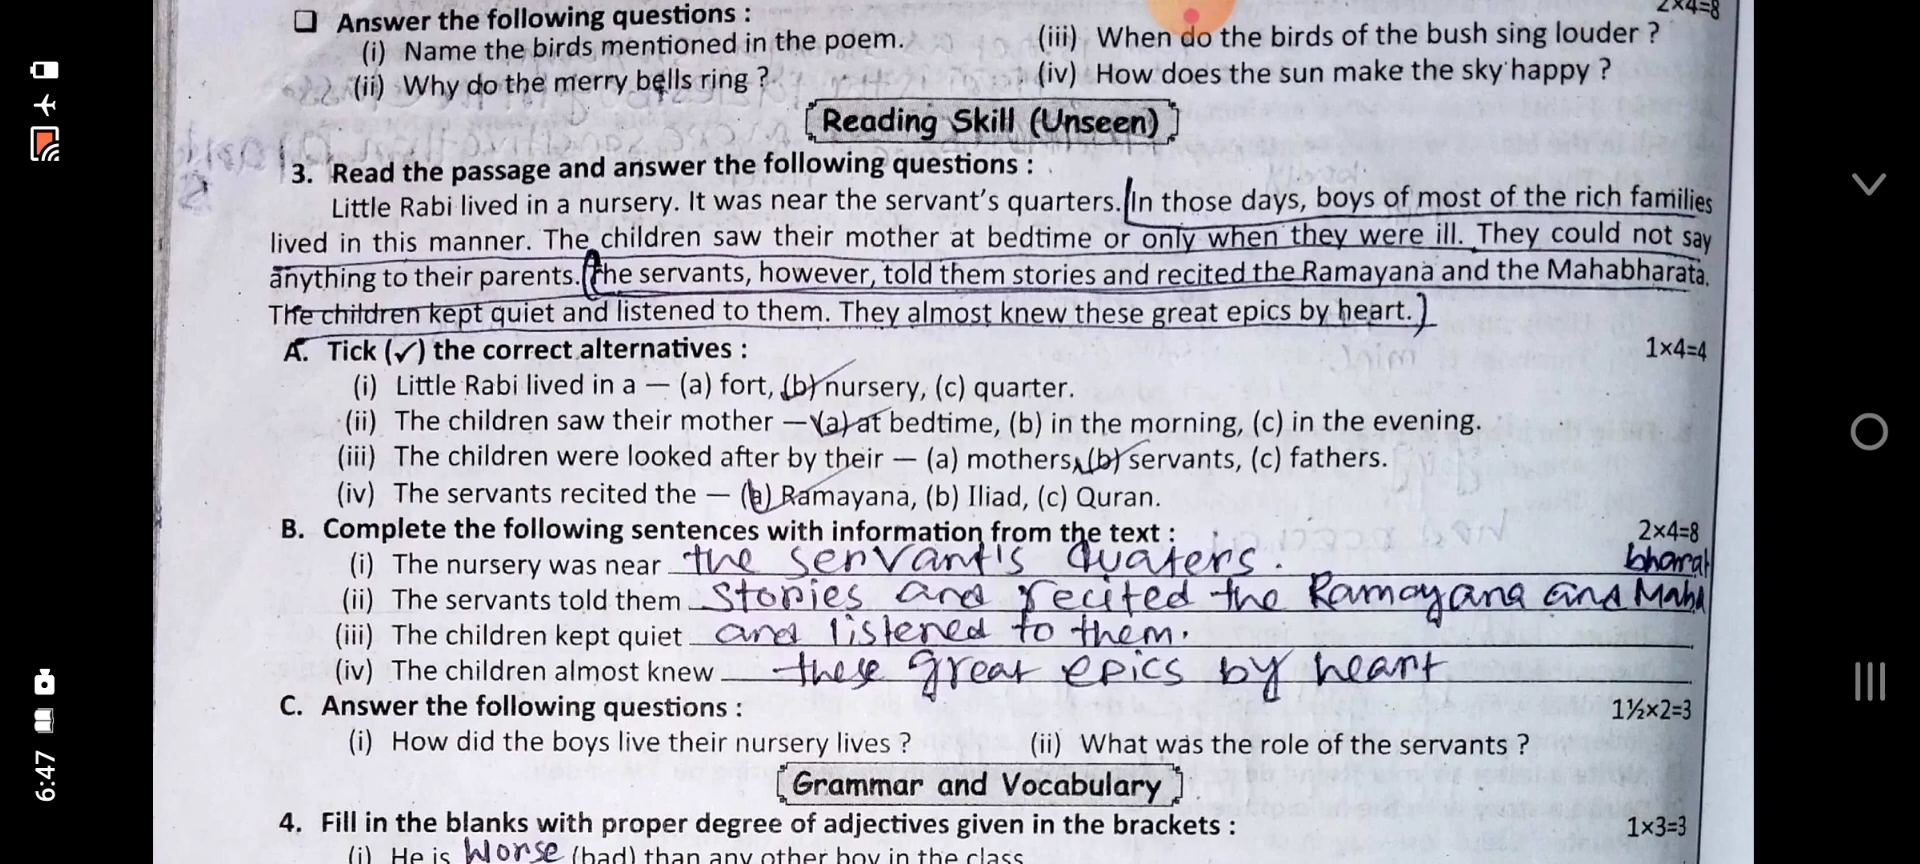 2×4=8
❑ Answer the following questions :
(i) Name the birds mentioned in the poem. (iii) When do the birds of the bush sing louder ?
(ii) Why do the merry bells ring ? (iv) How does the sun make the sky happy ?
Reading Skill (Unseen)
3. Read the passage and answer the following questions :
Little Rabi lived in a nursery. It was near the servant's quarters. In those days, boys of most of the rich families
lived in this manner. The children saw their mother at bedtime or only when they were ill. They could not say
anything to their parents. The servants, however, told them stories and recited the Ramayana and the Mahabharata.
The children kept quiet and listened to them. They almost knew these great epics by heart.
A. Tick (✓) the correct alternatives : 1×4=4
(i) Little Rabi lived in a — (a) fort, (b) nursery, (c) quarter.
(ii) The children saw their mother — (a) at bedtime, (b) in the morning, (c) in the evening.
(iii) The children were looked after by their — (a) mothers, (b) servants, (c) fathers.
(iv) The servants recited the — (a) Ramayana, (b) Iliad, (c) Quran.
B. Complete the following sentences with information from the text : 2×4=8
(i) The nursery was near the servant's Quaters.
bharat
(ii) The servants told them stories and recited the Ramayana and Maha
(iii) The children kept quiet and listened to them.
(iv) The children almost knew these great epics by heart
C. Answer the following questions : 1½×2=3
(i) How did the boys live their nursery lives ? (ii) What was the role of the servants ?
Grammar and Vocabulary
4. Fill in the blanks with proper degree of adjectives given in the brackets : 1×3=3
(i) He is Worse (bad) than any other boy in the class
6:47